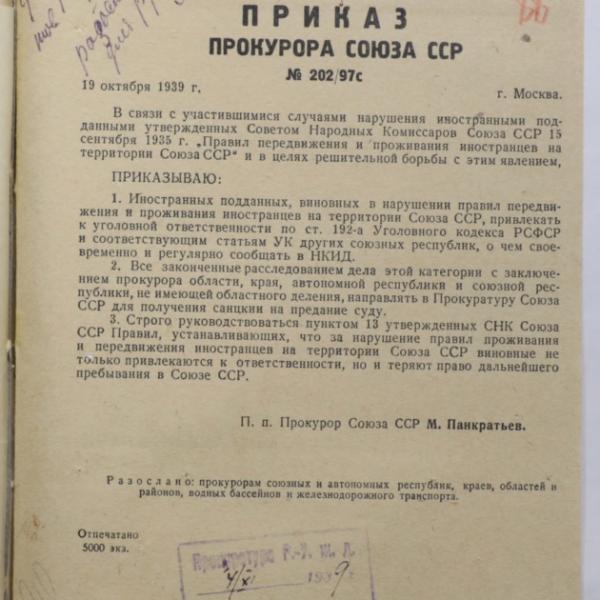 ПРИКАЗ
ПРОКУРОРА СОЮЗА ССР
№ 202/97с
19 октября 1939 г.
г. Москва.
В связи с участившимися случаями нарушения иностранными под-
данными утвержденных Советом Народных Комиссаров Союза ССР 15
сентября 1935 г. „Правил передвижения и проживания иностранцев на
территории Союза ССР“ и в целях решительной борьбы с этим явлением,
ПРИКАЗЫВАЮ:
1. Иностранных подданных, виновных в нарушении правил передви-
жения и проживания иностранцев на территории Союза ССР, привлекать
к уголовной ответственности по ст. 192-а Уголовного кодекса РСФСР
и соответствующим статьям УК других союзных республик, о чем свое-
временно и регулярно сообщать в НКИД.
2. Все законченные расследованием дела этой категории с заключе-
нием прокурора области, края, автономной республики и союзной рес-
публики, не имеющей областного деления, направлять в Прокуратуру Союза
ССР для получения санцкии на предание суду.
3. Строго руководствоваться пунктом 13 утвержденных СНК Союза
ССР Правил, устанавливающих, что за нарушение правил проживания
и передвижения иностранцев на территории Союза ССР виновные не
только привлекаются к ответственности, но и теряют право дальнейшего
пребывания в Союзе ССР.
П. п. Прокурор Союза ССР М. Панкратьев.
Разослано: прокурорам союзных и автономных республик, краев, областей и
районов, водных бассейнов и железнодорожного транспорта.
Отпечатано
5000 экз.
Прокуратура Р.-У. Ж. Д.
4/XI 1939 г.